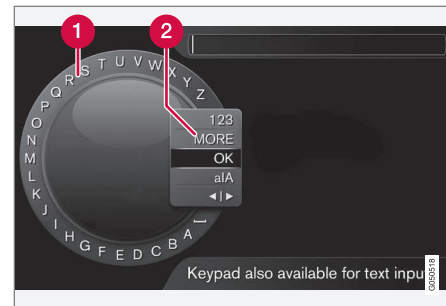 1
2
A B C D E F G H I J K L M N O P Q R S T U V W X Y Z
123
MORE
OK
a|A
◄|►
Keypad also available for text inpu
G050518